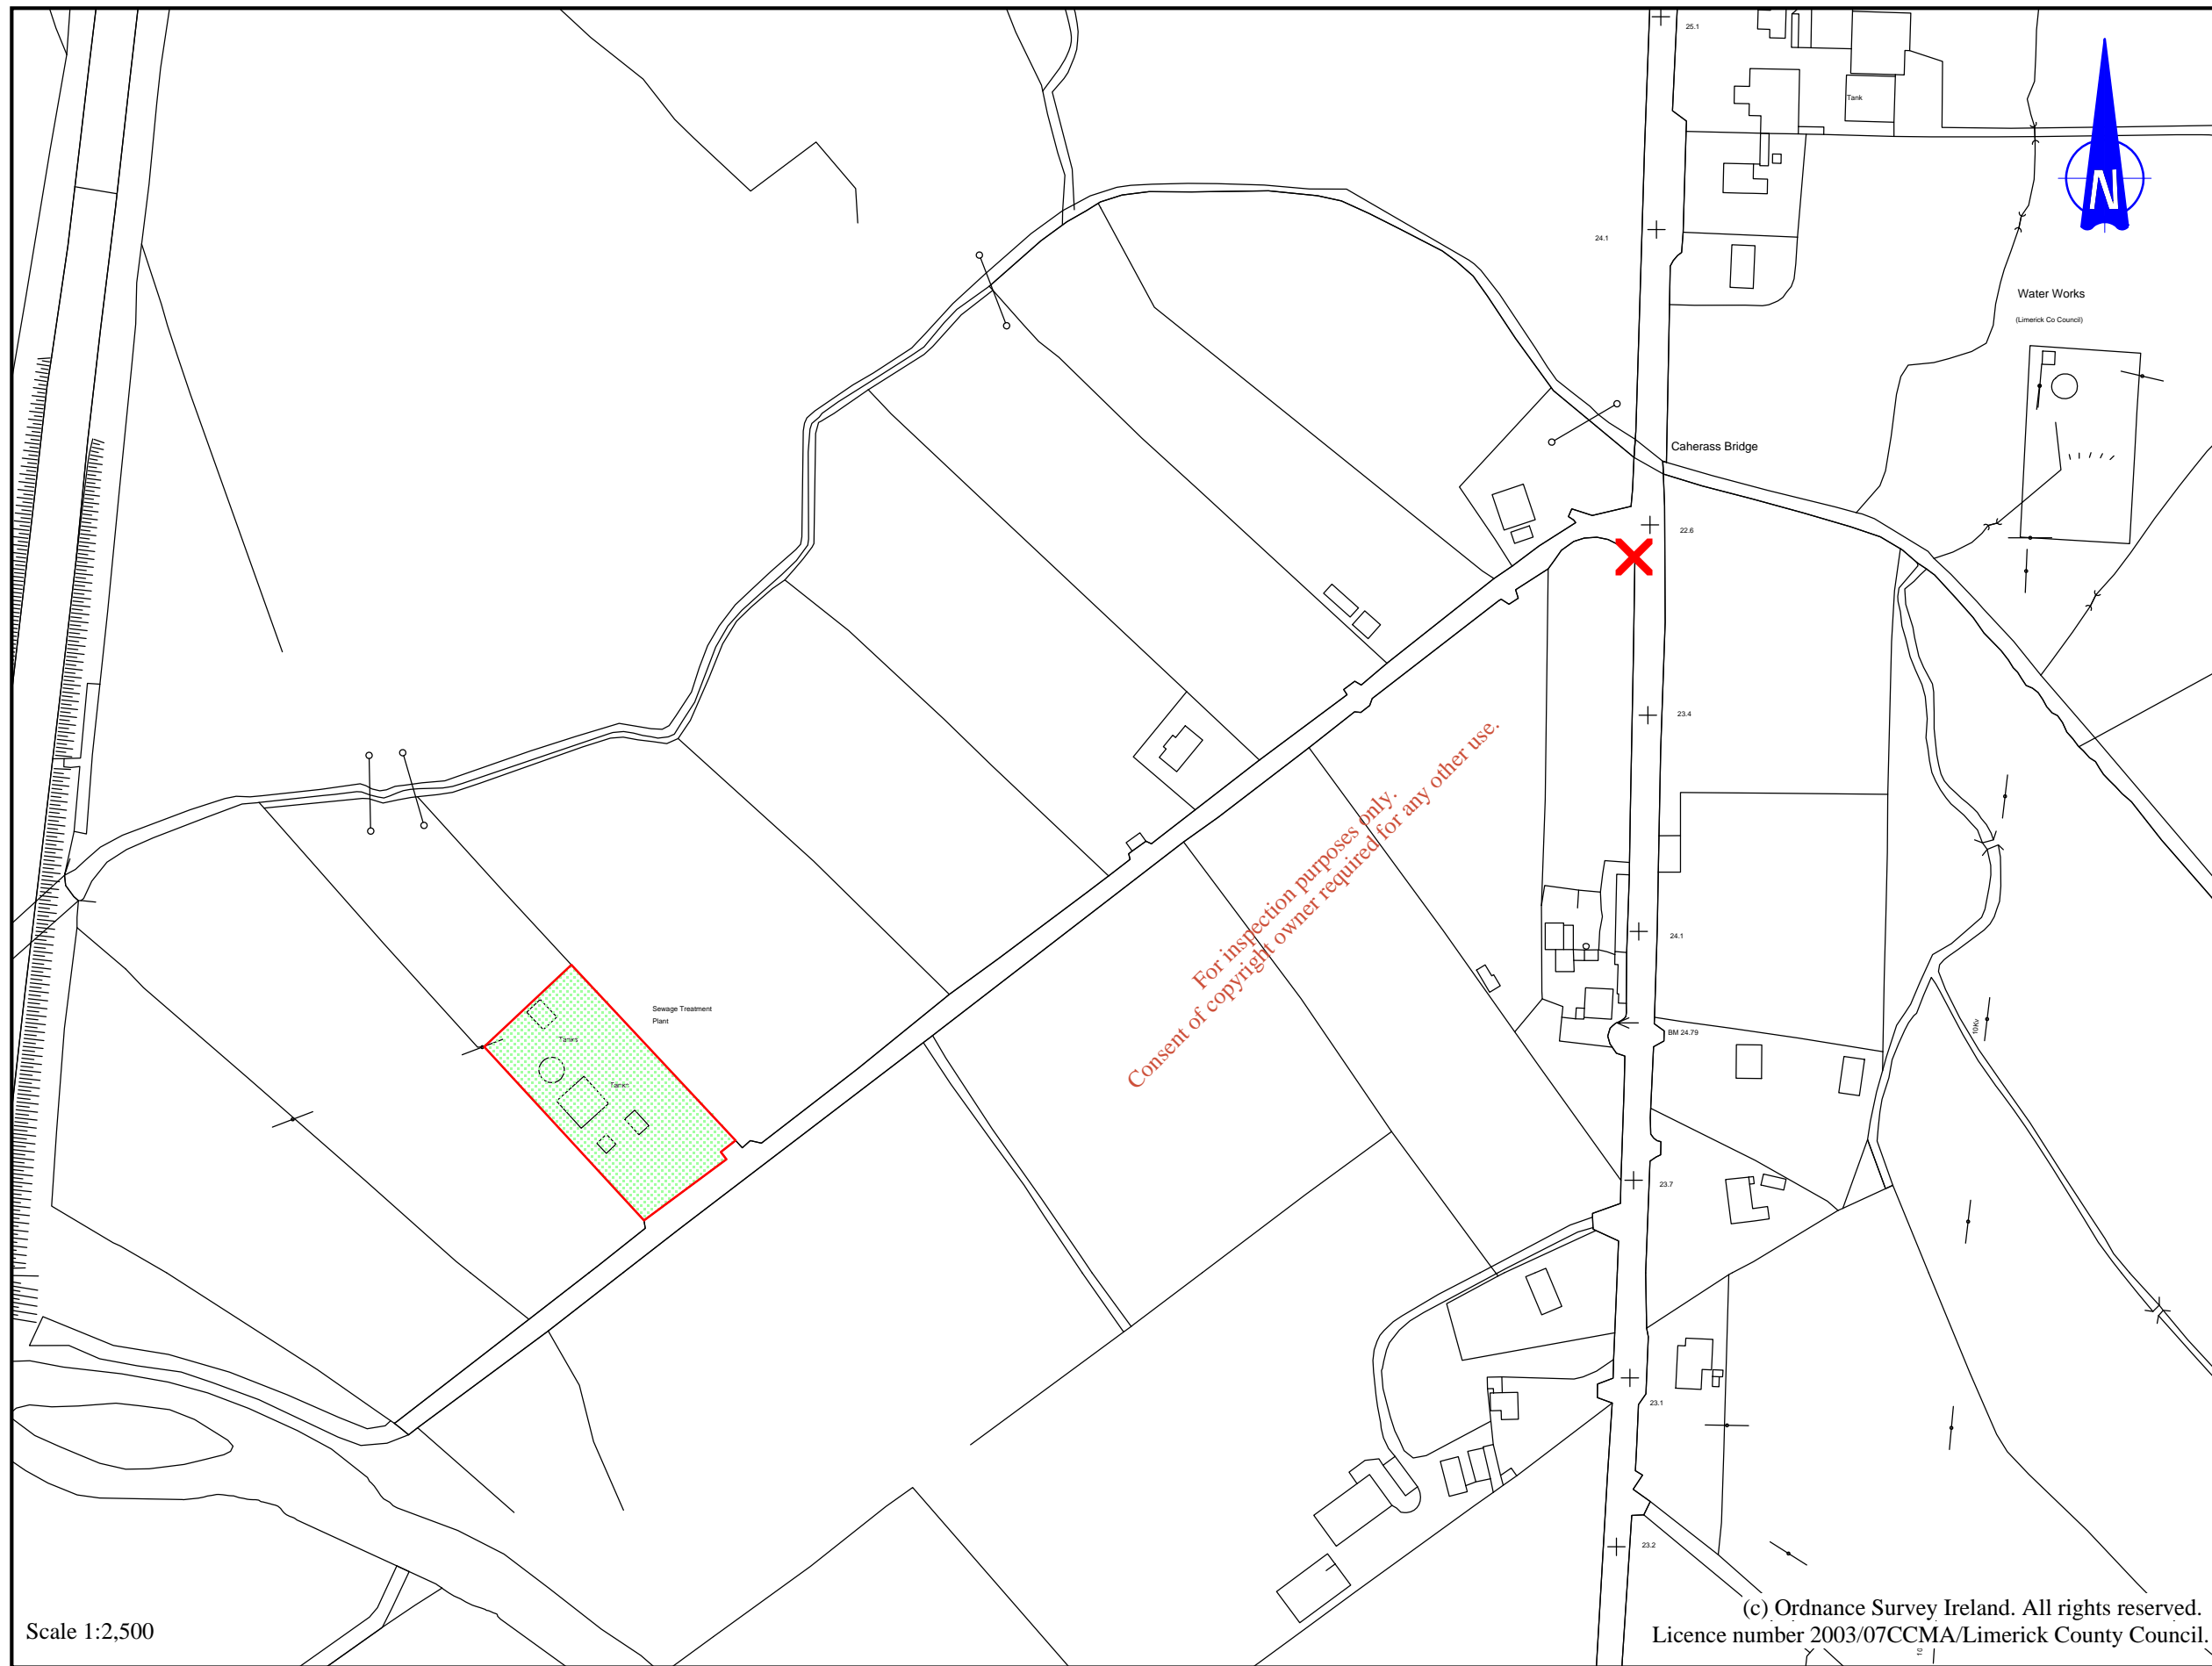 25.1
Tank
N
24.1
Water Works
(Limerick Co Council)
Caherass Bridge
22.6
23.4
For inspection purposes only.
Consent of copyright owner required for any other use.
24.1
Sewage Treatment
Plant
10Kv
BM 24.79
Tanks
Tanks
23.7
23.1
23.2
Scale 1:2,500
(c) Ordnance Survey Ireland. All rights reserved.
Licence number 2003/07CCMA/Limerick County Council.